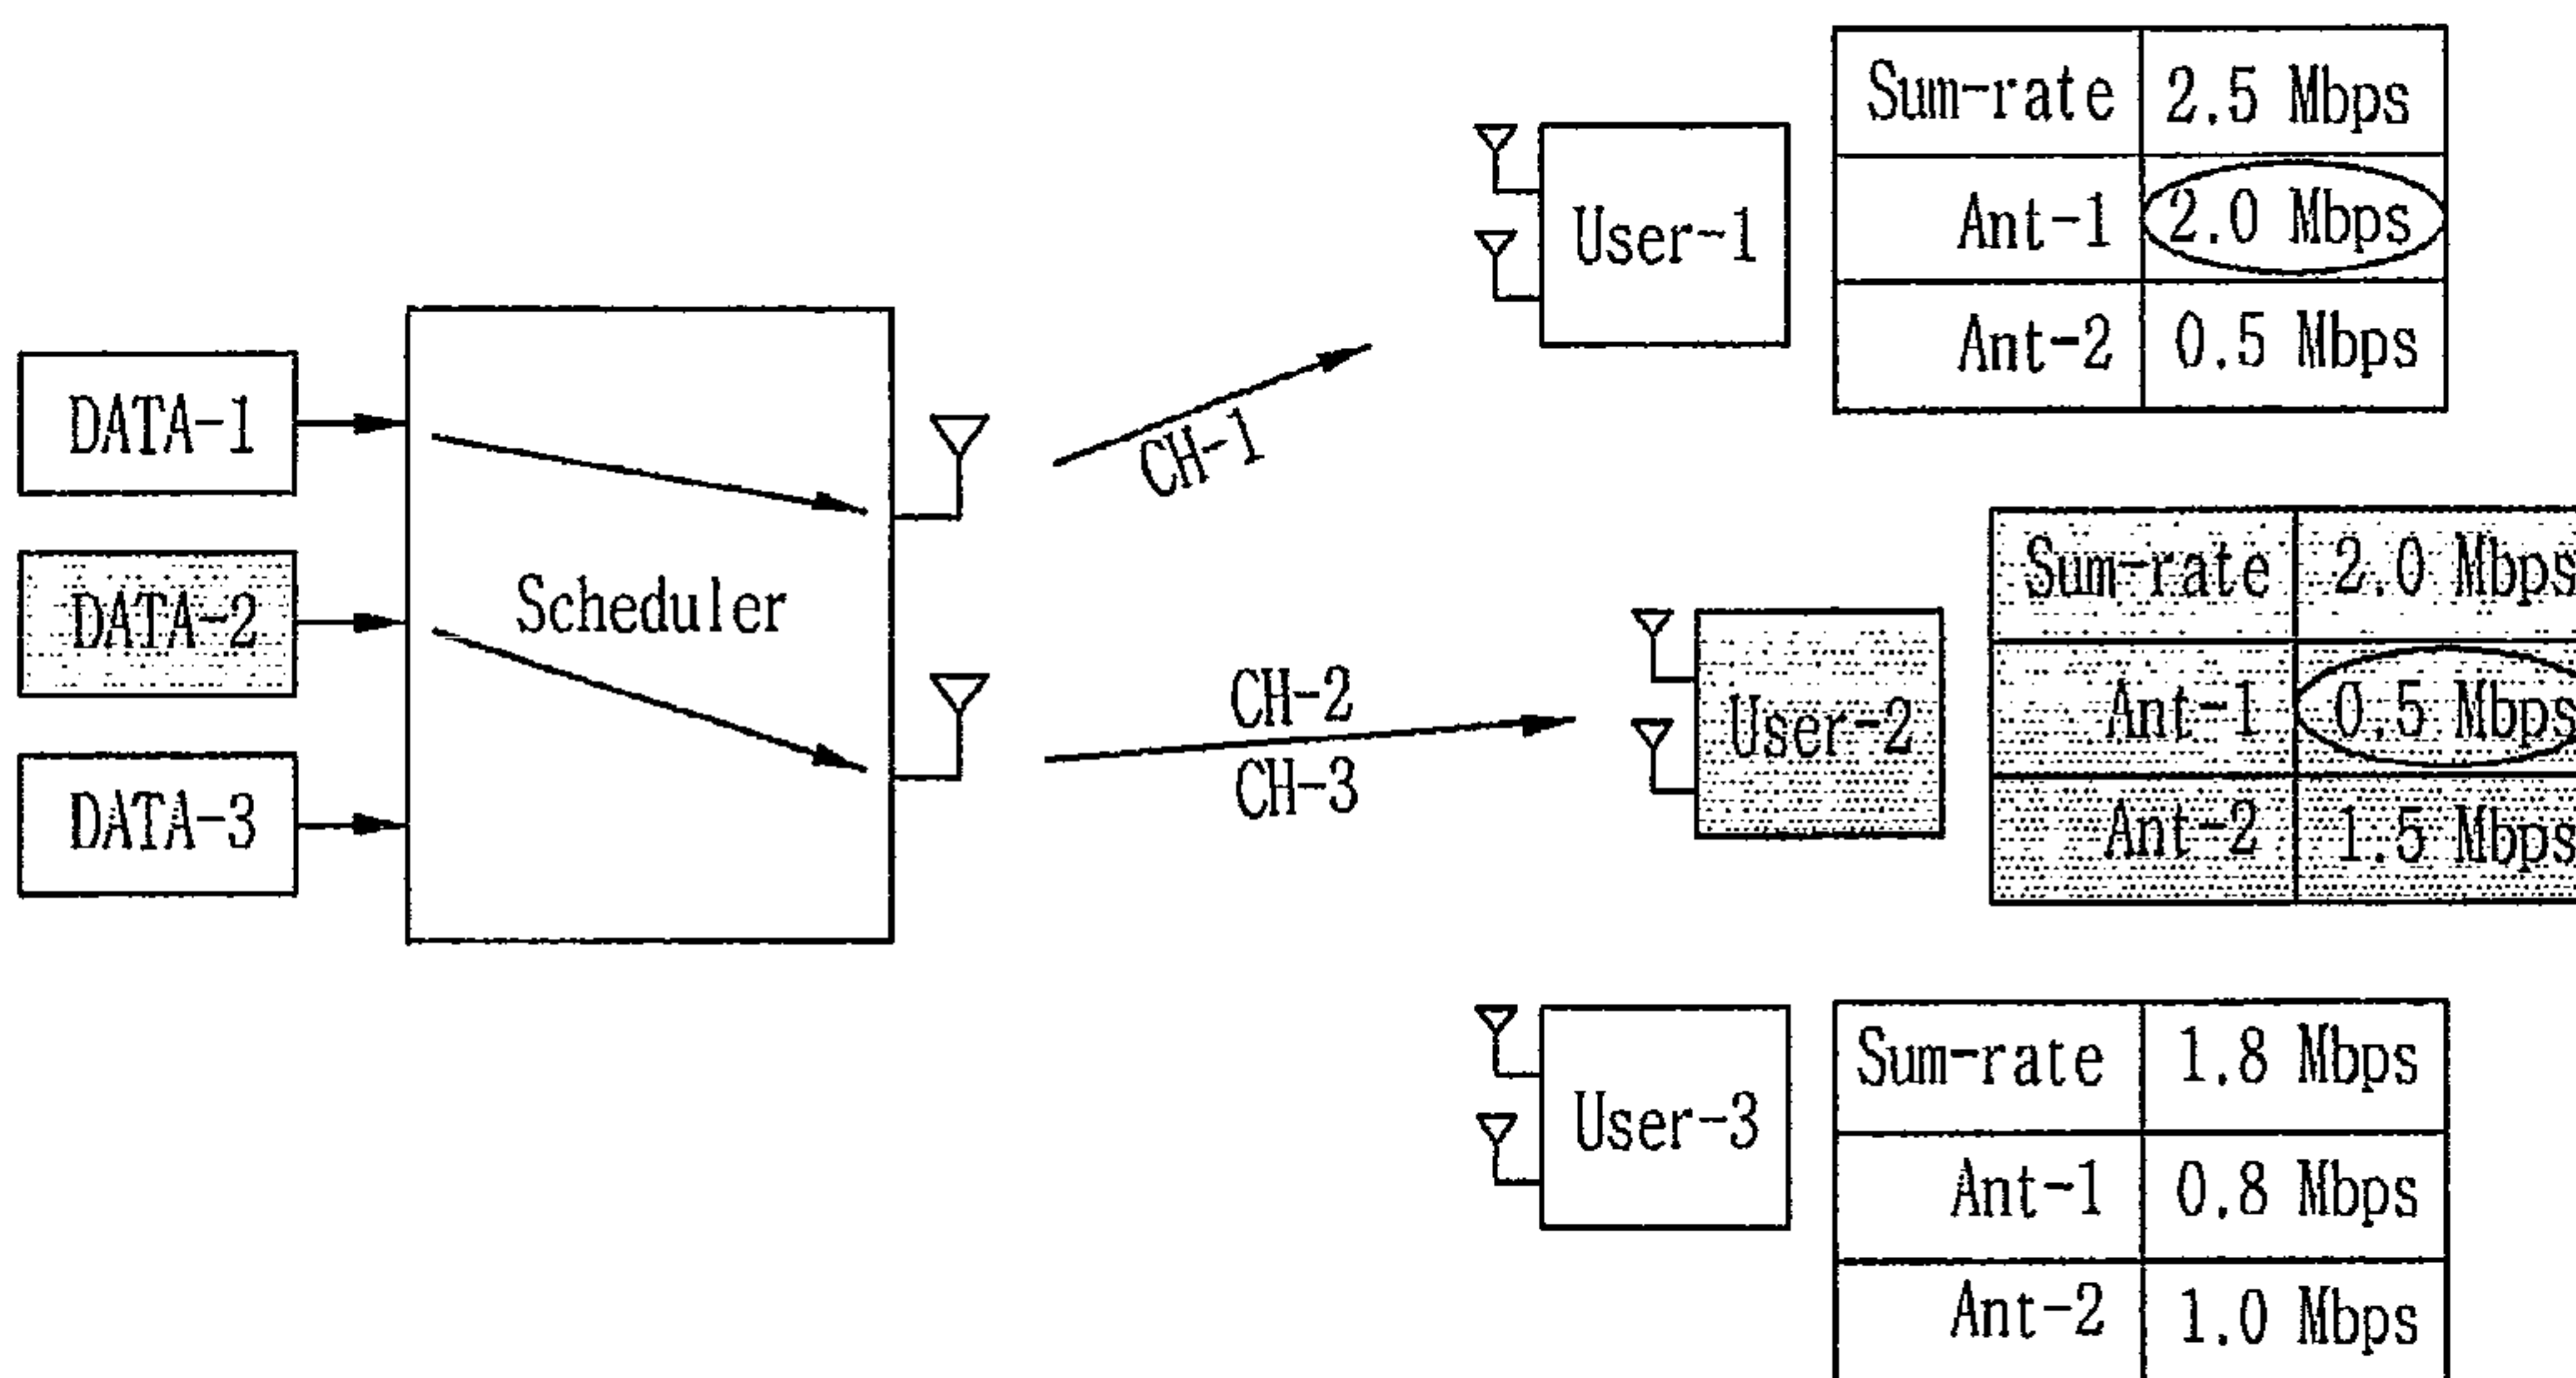 DATA-1
DATA-2
DATA-3
Scheduler
CH-1
CH-2
CH-3
User-1
Sum-rate 2.5 Mbps
Ant-1 2.0 Mbps
Ant-2 0.5 Mbps
User-2
Sum-rate 2.0 Mbps
Ant-1 0.5 Mbps
Ant-2 1.5 Mbps
User-3
Sum-rate 1.8 Mbps
Ant-1 0.8 Mbps
Ant-2 1.0 Mbps